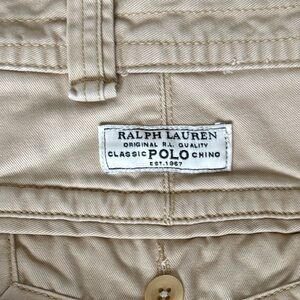 RALPH LAUREN
ORIGINAL R.L. QUALITY
CLASSIC POLO CHINO
EST. 1967